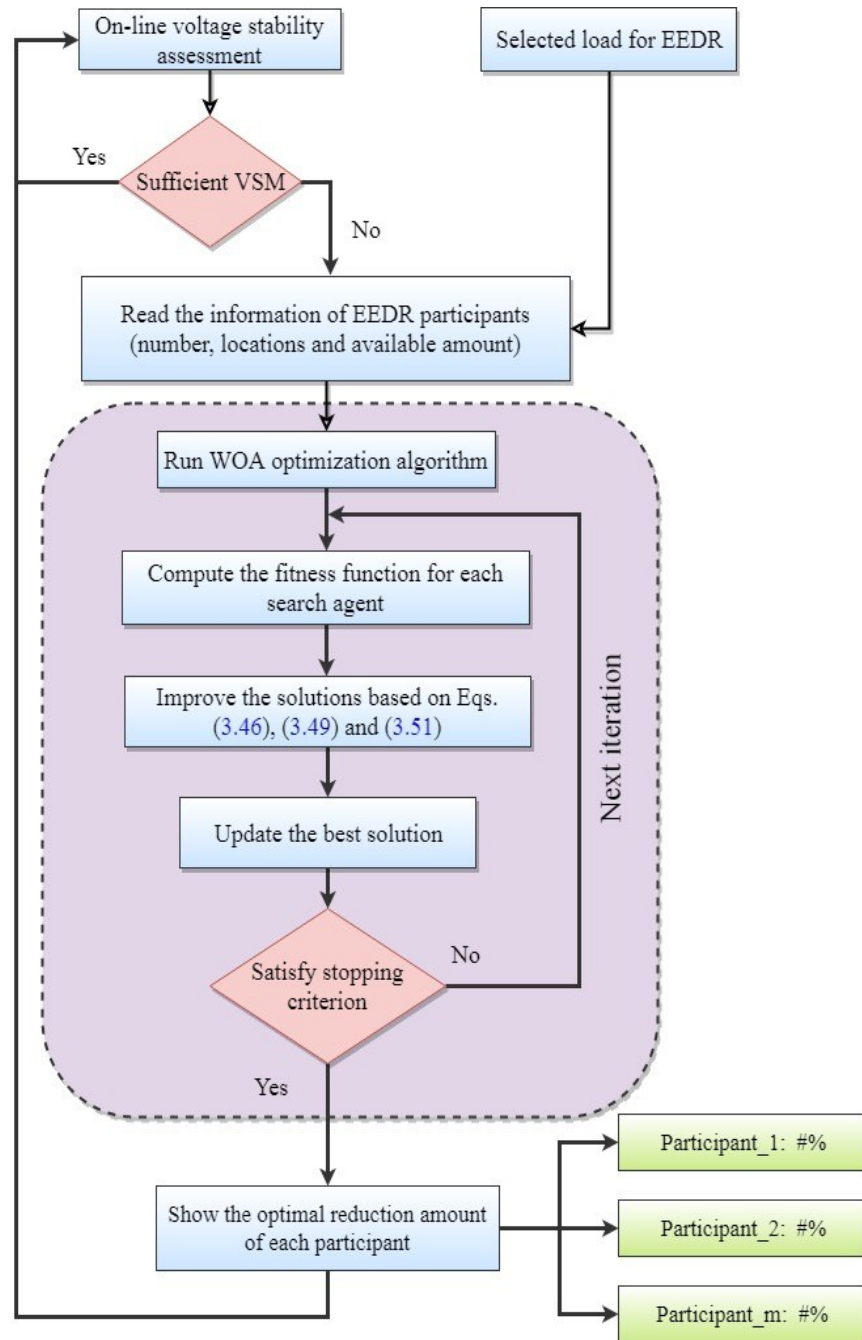 On-line voltage stability
assessment
Selected load for EEDR
Yes
Sufficient VSM
No
Read the information of EEDR participants
(number, locations and available amount)
Run WOA optimization algorithm
Compute the fitness function for each
search agent
Improve the solutions based on Eqs.
(3.46), (3.49) and (3.51)
Next iteration
Update the best solution
Satisfy stopping
criterion
No
Yes
Participant_1: #%
Show the optimal reduction amount
of each participant
Participant_2: #%
Participant_m: #%